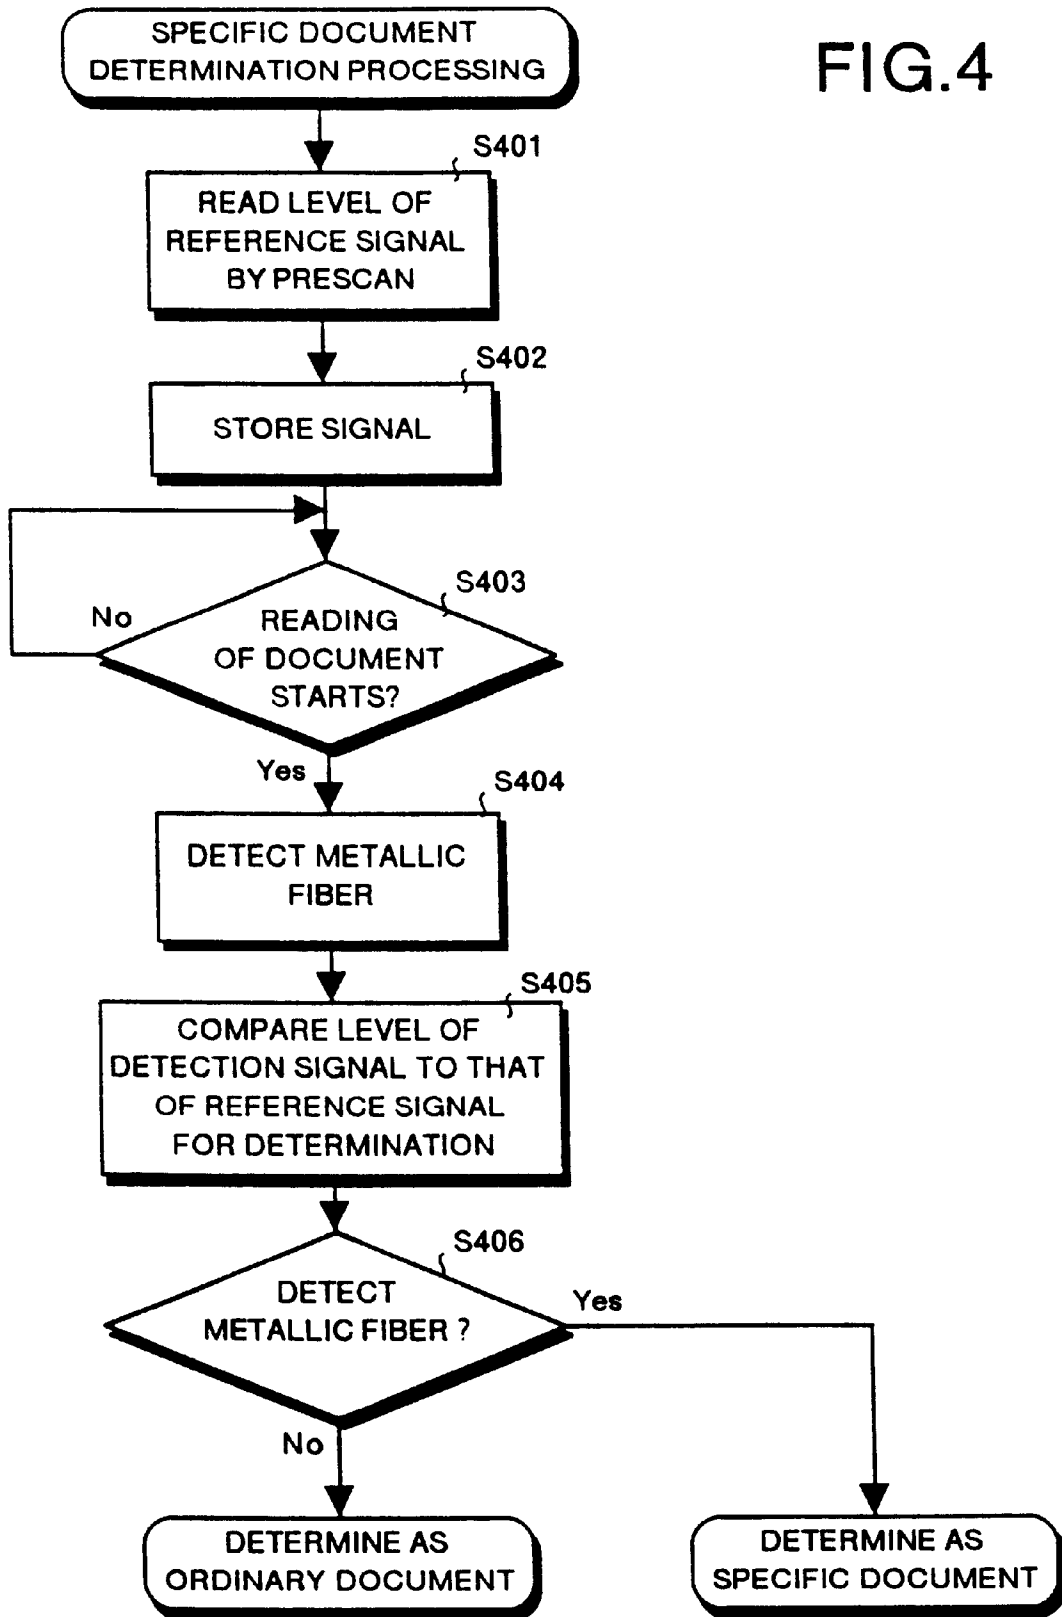 FIG.4
SPECIFIC DOCUMENT
DETERMINATION PROCESSING
S401
READ LEVEL OF
REFERENCE SIGNAL
BY PRESCAN
S402
STORE SIGNAL
S403
No
READING
OF DOCUMENT
STARTS?
Yes
S404
DETECT METALLIC
FIBER
S405
COMPARE LEVEL OF
DETECTION SIGNAL TO THAT
OF REFERENCE SIGNAL
FOR DETERMINATION
S406
DETECT
METALLIC FIBER ?
Yes
No
DETERMINE AS
ORDINARY DOCUMENT
DETERMINE AS
SPECIFIC DOCUMENT